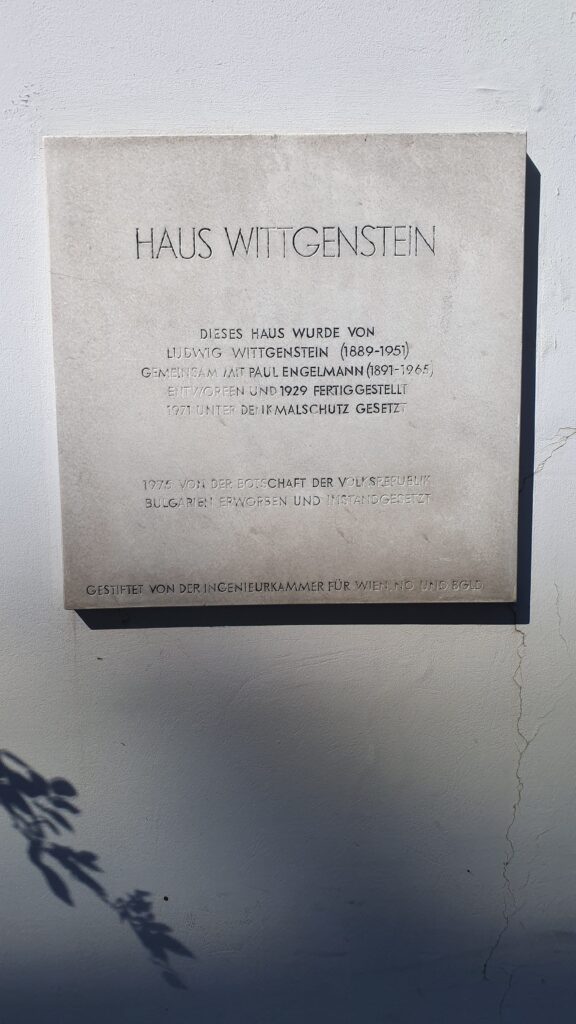 HAUS WITTGENSTEIN
DIESES HAUS WURDE VON
LUDWIG WITTGENSTEIN (1889-1951)
GEMEINSAM MIT PAUL ENGELMANN (1891-1965)
ENTWORFEN UND 1929 FERTIGGESTELLT
1971 UNTER DENKMALSCHUTZ GESETZT
1975 VON DER BOTSCHAFT DER VOLKSREPUBLIK
BULGARIEN ERWORBEN UND INSTANDGESETZT
GESTIFTET VON DER INGENIEURKAMMER FÜR WIEN, NÖ. UND BGLD.